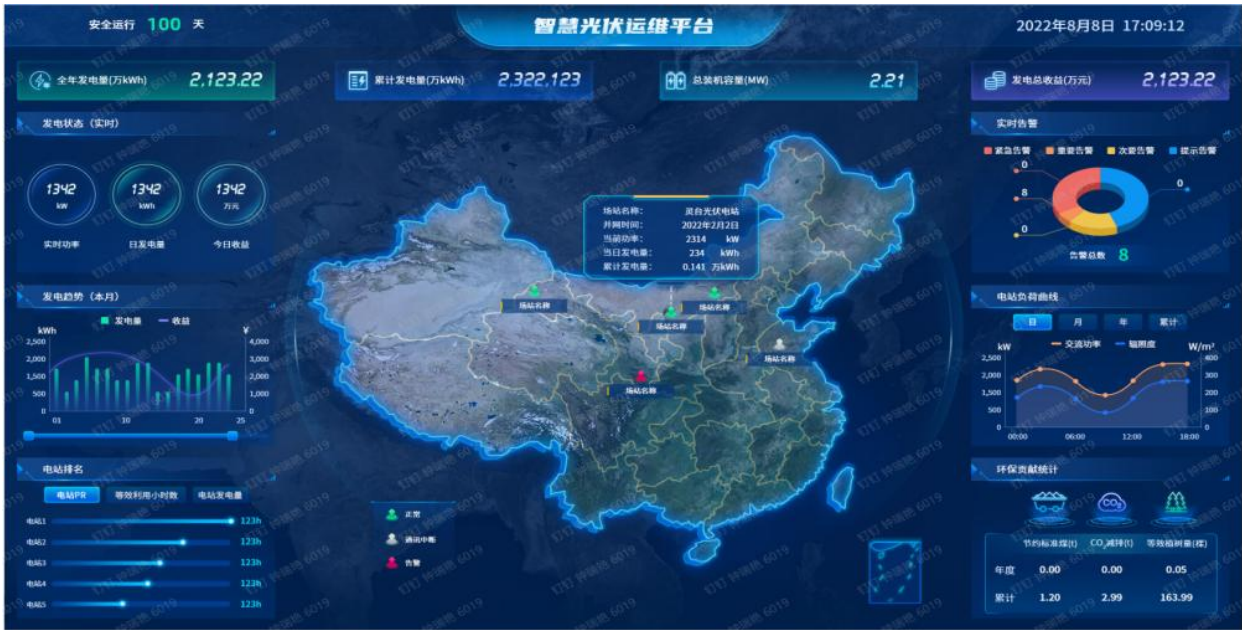 安全运行 100 天
智慧光伏运维平台
2022年8月8日 17:09:12
全年发电量(万kWh) 2,123.22
累计发电量(万kWh) 2,322,123
总装机容量(MW) 2.21
发电总收益(万元) 2,123.22
发电状态（实时）
1342 1342 1342
kW kWh 万元
实时功率 日发电量 今日收益
发电趋势（本月）
发电量 收益
kWh ¥
2,500 4,000
2,000 3,000
1,500 2,000
500 1,000
0 0
01 10 20 25
电站排名
电站PR 等效利用小时数 电站发电量
电站1 123h
电站2 123h
电站3 123h
电站4 123h
电站5 123h
场站名称： 灵台光伏电站
并网时间： 2022年2月2日
当前功率： 2314 kW
当日发电量： 234 kWh
累计发电量： 0.141 万kWh
场站名称
场站名称
场站名称
场站名称
场站名称
正常
通讯中断
告警
实时告警
紧急告警 重要告警 次要告警 提示告警
0
8 0
0
告警总数 8
电站负荷曲线
日 月 年 累计
kW 交流功率 辐照度 W/m²
2,500 400
2,000 300
1,500 200
500 100
0 0
00:00 06:00 12:00 18:00
环保贡献统计
CO₂
节约标准煤(t) CO₂减排(t) 等效植树量(棵)
年度 0.00 0.00 0.05
累计 1.20 2.99 163.99